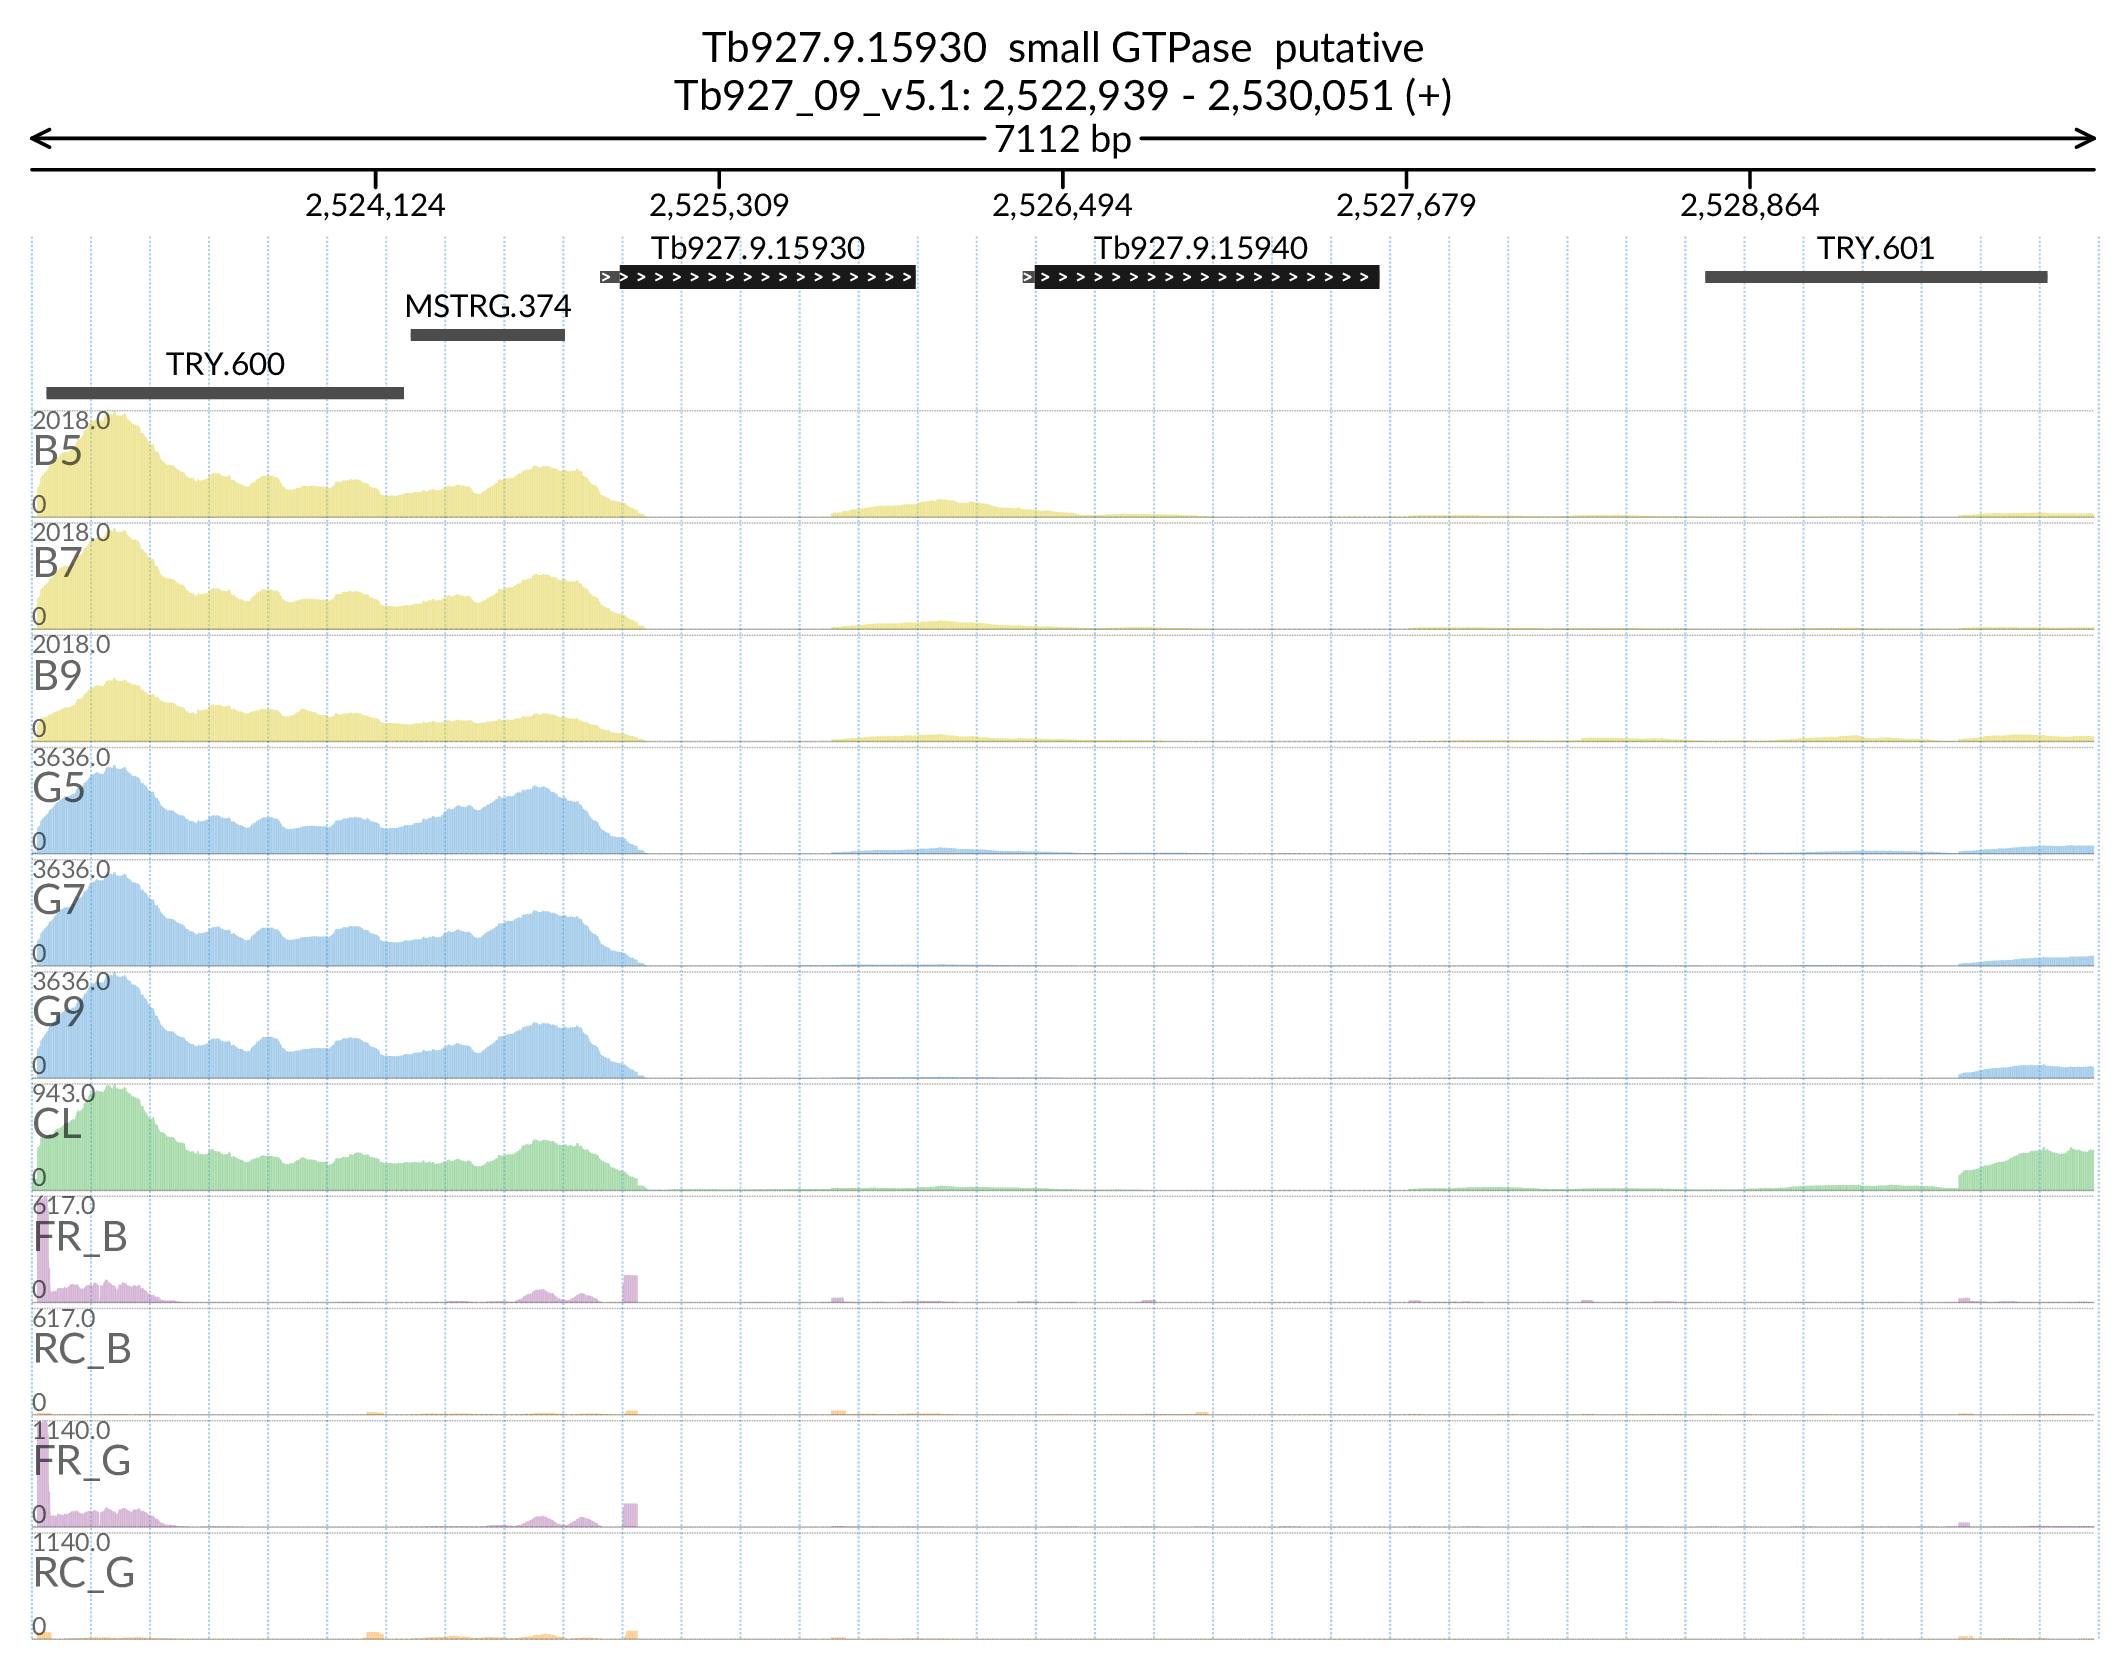 Tb927.9.15930  small GTPase  putative
Tb927_09_v5.1: 2,522,939 - 2,530,051 (+)
7112 bp
2,524,124 2,525,309 2,526,494 2,527,679 2,528,864
Tb927.9.15930 Tb927.9.15940 TRY.601
MSTRG.374
TRY.600
2018.0
B5
0
2018.0
B7
0
2018.0
B9
0
3636.0
G5
0
3636.0
G7
0
3636.0
G9
0
943.0
CL
0
617.0
FR_B
0
617.0
RC_B
0
1140.0
FR_G
0
1140.0
RC_G
0